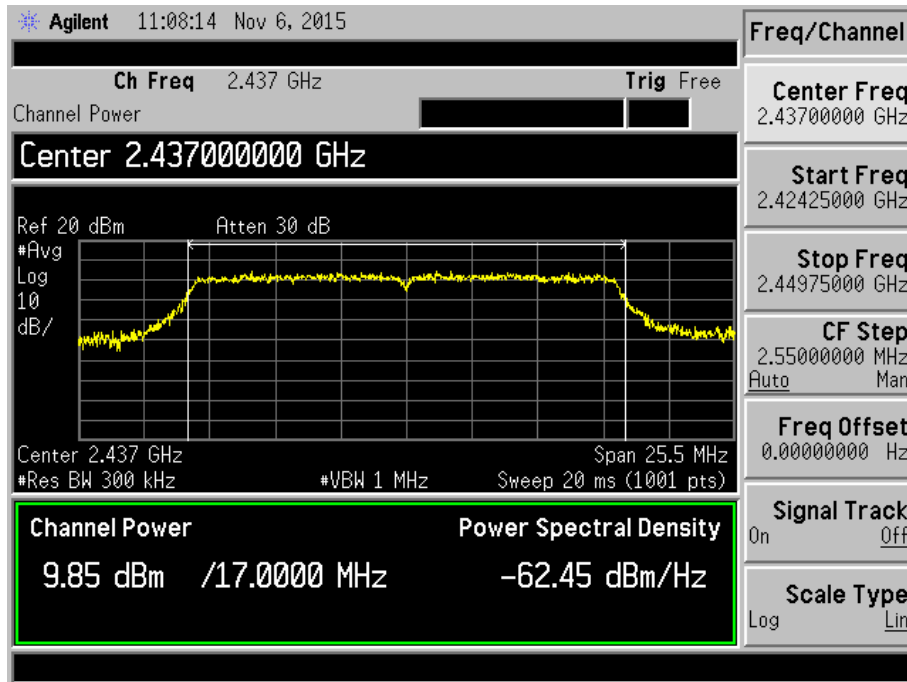 Agilent 11:08:14 Nov 6, 2015
Ch Freq 2.437 GHz Trig Free
Channel Power
Center 2.437000000 GHz
Ref 20 dBm Atten 30 dB
#Avg
Log
10
dB/
Center 2.437 GHz Span 25.5 MHz
#Res BW 300 kHz #VBW 1 MHz Sweep 20 ms (1001 pts)
Channel Power Power Spectral Density
9.85 dBm /17.0000 MHz -62.45 dBm/Hz
Freq/Channel
Center Freq
2.43700000 GHz
Start Freq
2.42425000 GHz
Stop Freq
2.44975000 GHz
CF Step
2.55000000 MHz
Auto Man
Freq Offset
0.00000000 Hz
Signal Track
On Off
Scale Type
Log Lin